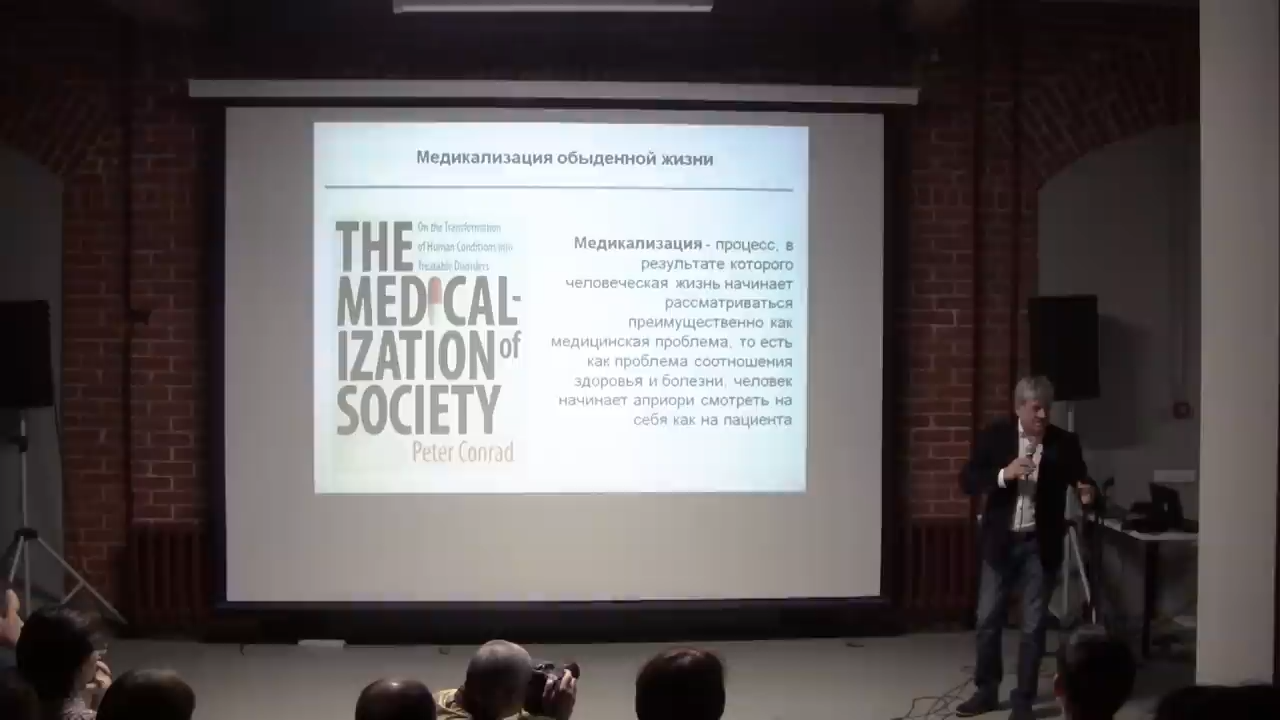 Медикализация обыденной жизни
THE
On the Transformation
of Human Conditions into
Treatable Disorders
MEDICAL-
IZATION of
SOCIETY
Peter Conrad
Медикализация - процесс, в
результате которого
человеческая жизнь начинает
рассматриваться
преимущественно как
медицинская проблема, то есть
как проблема соотношения
здоровья и болезни, человек
начинает априори смотреть на
себя как на пациента